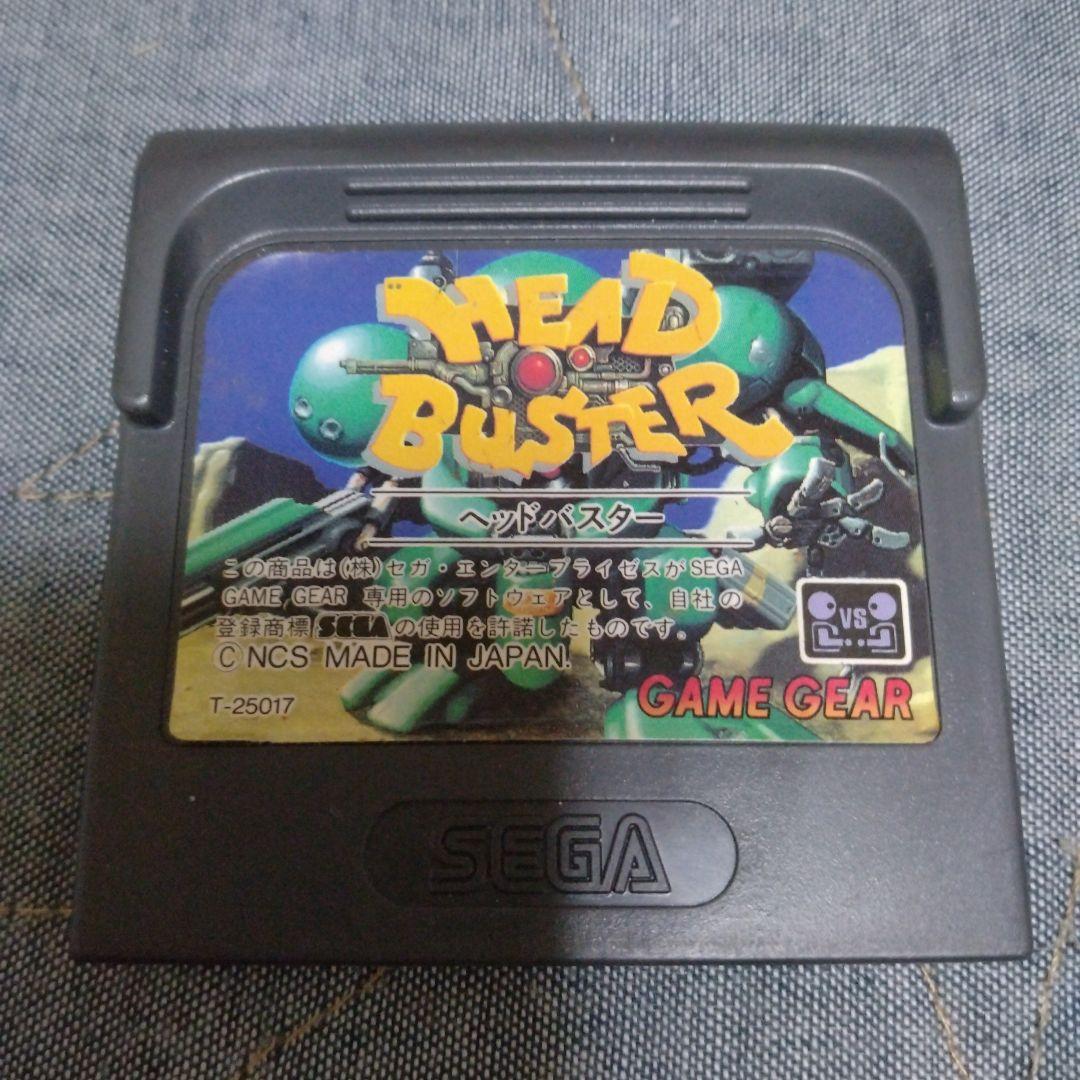 HEAD
BUSTER
ヘッドバスター
この商品は(株)セガ・エンタープライゼスがSEGA
GAME GEAR 専用のソフトウェアとして、自社の
登録商標SEGAの使用を許諾したものです。
©NCS MADE IN JAPAN.
VS
T-25017
GAME GEAR
SEGA